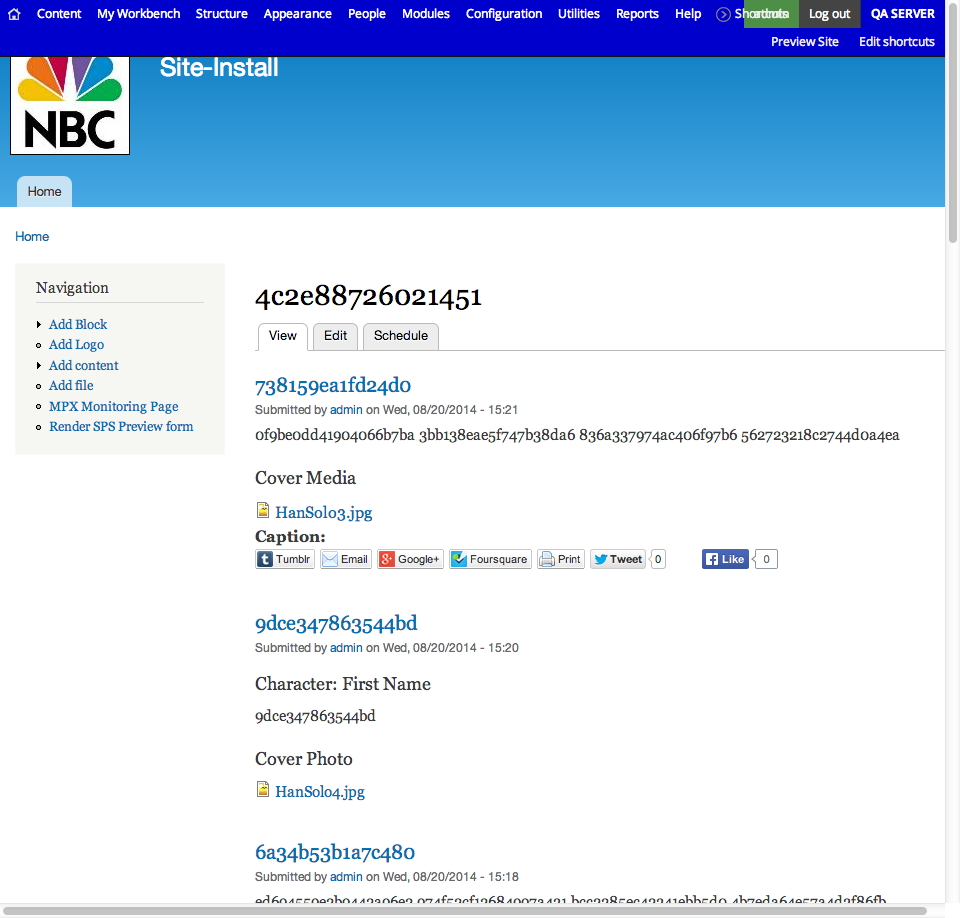 Content My Workbench Structure Appearance People Modules Configuration Utilities Reports Help Shortcuts Log out QA SERVER
Preview Site Edit shortcuts
Site-Install
NBC
Home
Home
Navigation
Add Block
Add Logo
Add content
Add file
MPX Monitoring Page
Render SPS Preview form
4c2e88726021451
View Edit Schedule
738159ea1fd24d0
Submitted by admin on Wed, 08/20/2014 - 15:21
0f9be0dd41904066b7ba 3bb138eae5f747b38da6 836a337974ac406f97b6 562723218c2744d0a4ea
Cover Media
HanSolo3.jpg
Caption:
Tumblr Email Google+ Foursquare Print Tweet 0 Like 0
9dce347863544bd
Submitted by admin on Wed, 08/20/2014 - 15:20
Character: First Name
9dce347863544bd
Cover Photo
HanSolo4.jpg
6a34b53b1a7c480
Submitted by admin on Wed, 08/20/2014 - 15:18